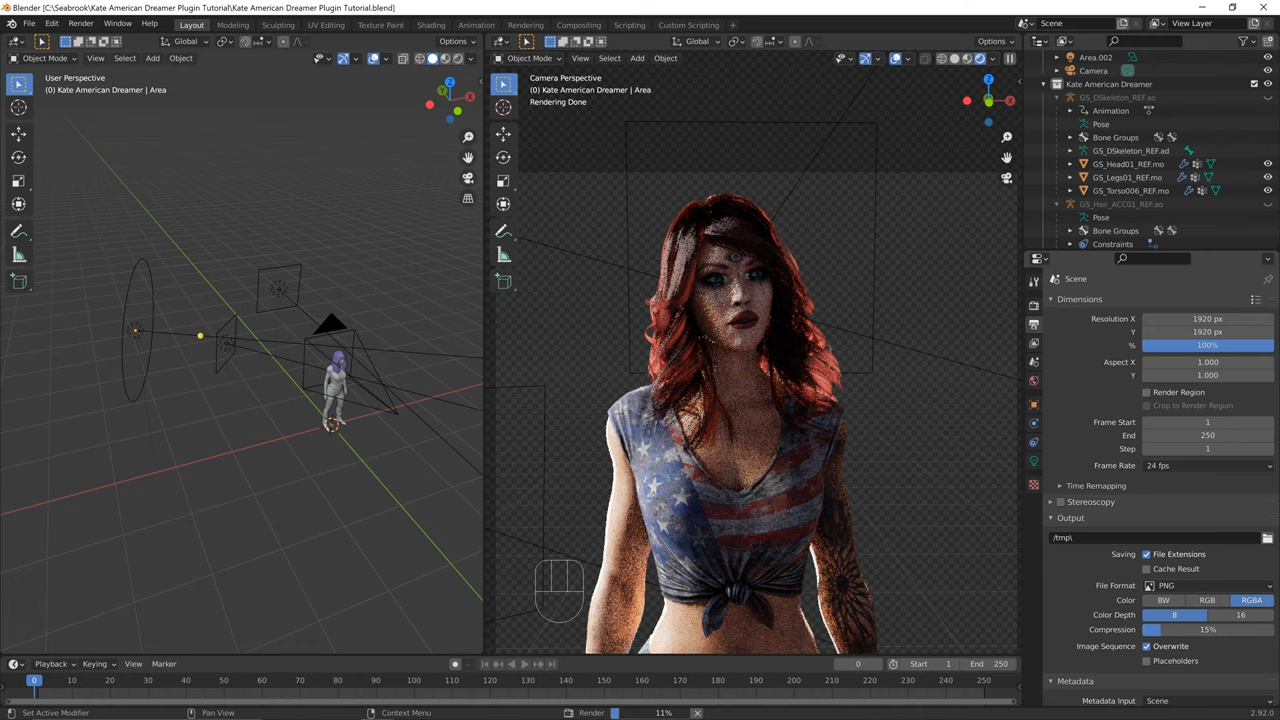 Blender [C:\Seabrook\Kate American Dreamer Plugin Tutorial\Kate American Dreamer Plugin Tutorial.blend]
File Edit Render Window Help Layout Modeling Sculpting UV Editing Texture Paint Shading Animation Rendering Compositing Scripting Custom Scripting + Scene View Layer
Global Options
Object Mode View Select Add Object
User Perspective
(0) Kate American Dreamer | Area
Z
Y
X
Global Options
Object Mode View Select Add Object
Camera Perspective
(0) Kate American Dreamer | Area
Rendering Done
Z
X
Area.002
Camera
Kate American Dreamer
GS_DSkeleton_REF.ao
Animation
Pose
Bone Groups
GS_DSkeleton_REF.ad
GS_Head01_REF.mo
GS_Legs01_REF.mo
GS_Torso006_REF.mo
GS_Hair_ACC01_REF.ao
Pose
Bone Groups
Constraints
Scene
Dimensions
Resolution X 1920 px
Y 1920 px
% 100%
Aspect X 1.000
Y 1.000
Render Region
Crop to Render Region
Frame Start 1
End 250
Step 1
Frame Rate 24 fps
Time Remapping
Stereoscopy
Output
/tmp\
Saving File Extensions
Cache Result
File Format PNG
Color BW RGB RGBA
Color Depth 8 16
Compression 15%
Image Sequence Overwrite
Placeholders
Metadata
Metadata Input Scene
Playback Keying View Marker 0 Start 1 End 250
0 10 20 30 40 50 60 70 80 90 100 110 120 130 140 150 160 170 180 190 200 210 220 230 240 250
Set Active Modifier Pan View Context Menu Render 11% 2.92.0